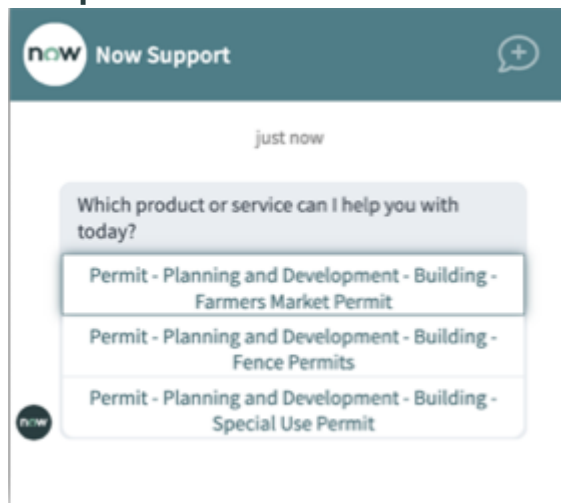 now Now Support
just now
Which product or service can I help you with
today?
Permit - Planning and Development - Building -
Farmers Market Permit
Permit - Planning and Development - Building -
Fence Permits
Permit - Planning and Development - Building -
Special Use Permit
now